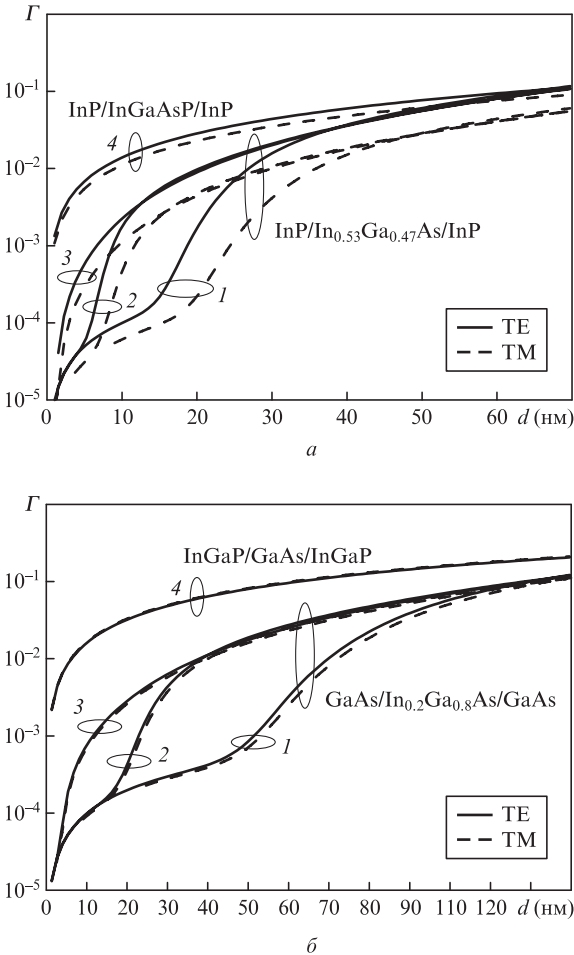 Γ
10⁻¹
10⁻²
10⁻³
10⁻⁴
10⁻⁵
InP/InGaAsP/InP
4
InP/In₀.₅₃Ga₀.₄₇As/InP
3
2
1
TE
TM
0 10 20 30 40 50 60 d (нм)
а
Γ
10⁻¹
10⁻²
10⁻³
10⁻⁴
10⁻⁵
InGaP/GaAs/InGaP
4
GaAs/In₀.₂Ga₀.₈As/GaAs
3
2
1
TE
TM
0 10 20 30 40 50 60 70 80 90 100 110 120 d (нм)
б